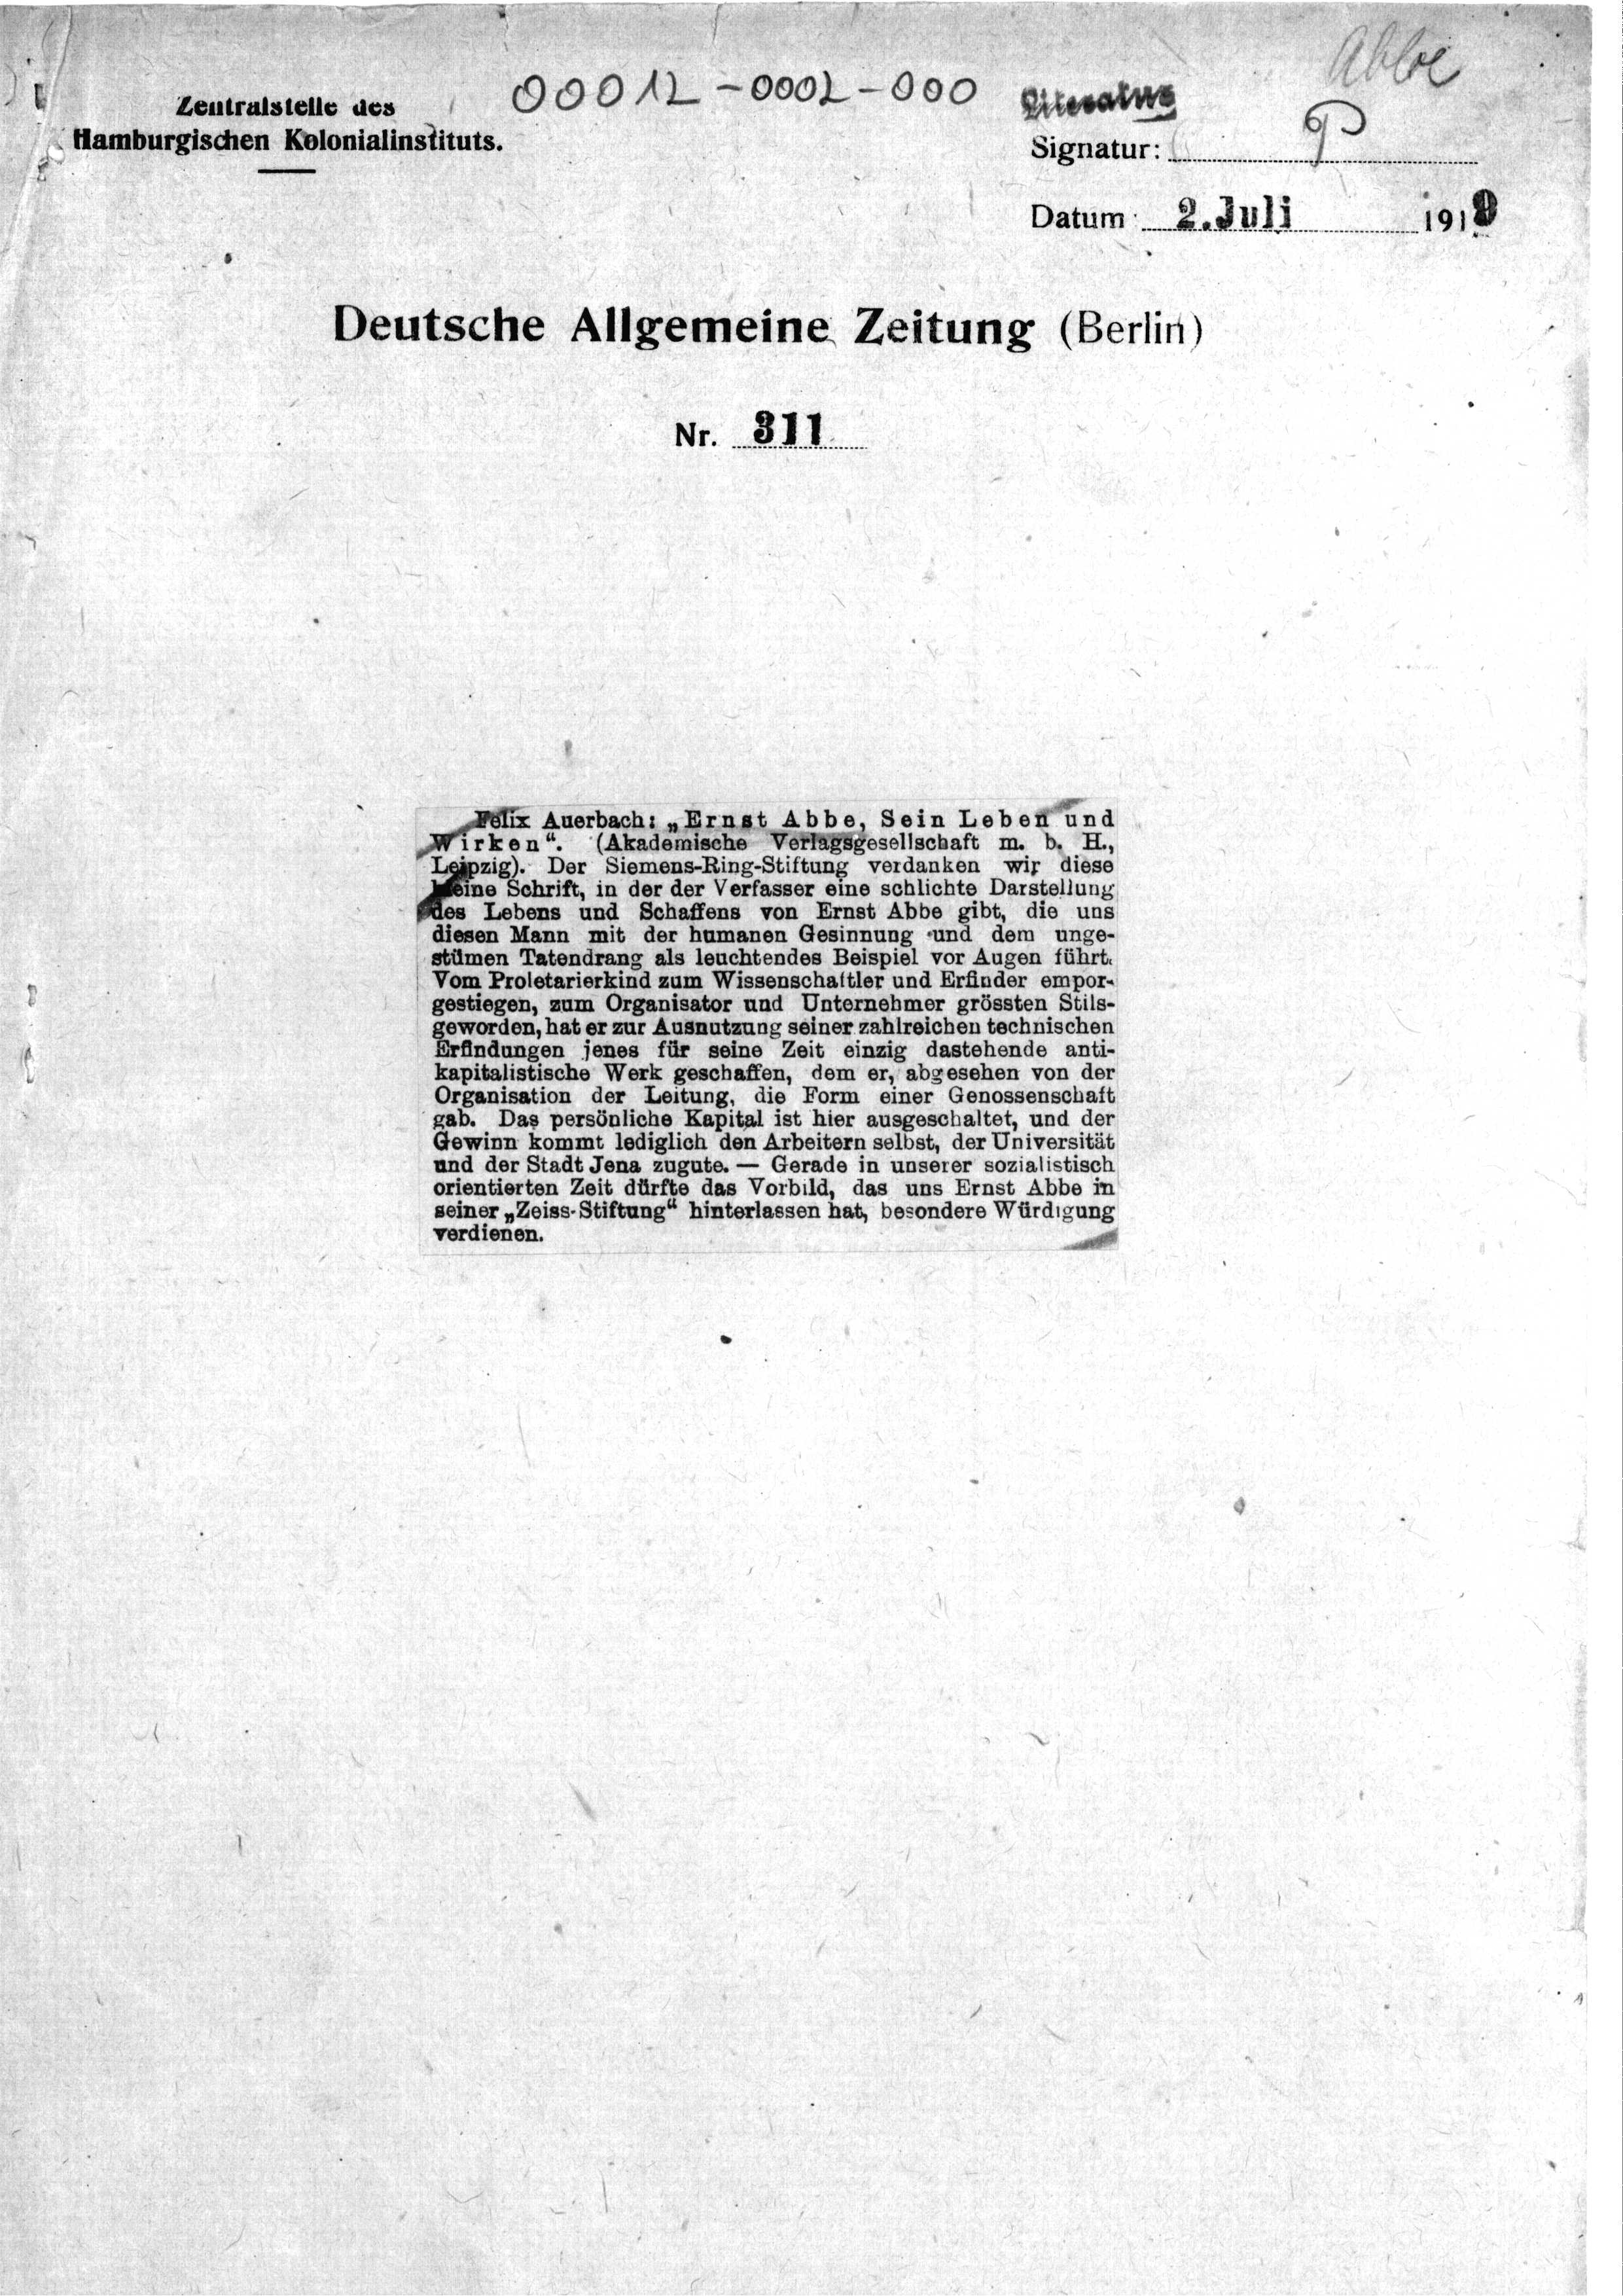 Abbe
00012-0002-000
Zentralstelle des
Hamburgischen Kolonialinstituts.
Literatur
Signatur: P
Datum 2. Juli 1919
Deutsche Allgemeine Zeitung (Berlin)
Nr. 311
Felix Auerbach: „Ernst Abbe, Sein Leben und
Wirken“. (Akademische Verlagsgesellschaft m. b. H.,
Leipzig). Der Siemens-Ring-Stiftung verdanken wir diese
kleine Schrift, in der der Verfasser eine schlichte Darstellung
des Lebens und Schaffens von Ernst Abbe gibt, die uns
diesen Mann mit der humanen Gesinnung und dem unge-
stümen Tatendrang als leuchtendes Beispiel vor Augen führt.
Vom Proletarierkind zum Wissenschaftler und Erfinder empor-
gestiegen, zum Organisator und Unternehmer grössten Stils-
geworden, hat er zur Ausnutzung seiner zahlreichen technischen
Erfindungen jenes für seine Zeit einzig dastehende anti-
kapitalistische Werk geschaffen, dem er, abgesehen von der
Organisation der Leitung, die Form einer Genossenschaft
gab. Das persönliche Kapital ist hier ausgeschaltet, und der
Gewinn kommt lediglich den Arbeitern selbst, der Universität
und der Stadt Jena zugute. — Gerade in unserer sozialistisch
orientierten Zeit dürfte das Vorbild, das uns Ernst Abbe in
seiner „Zeiss-Stiftung“ hinterlassen hat, besondere Würdigung
verdienen.